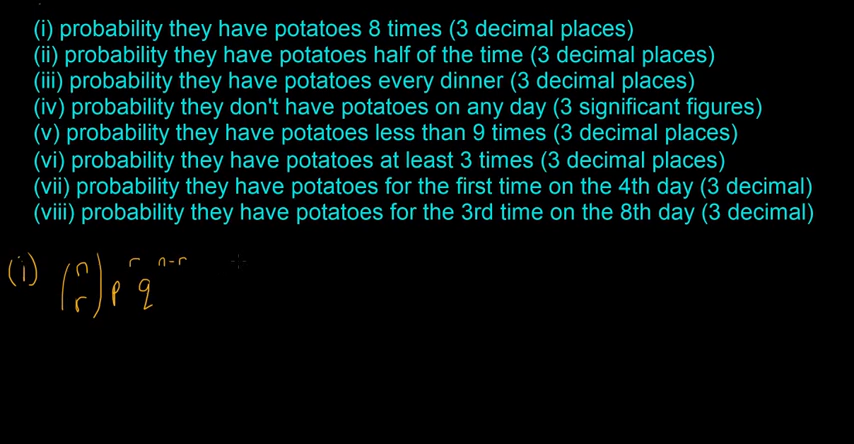 (i) probability they have potatoes 8 times (3 decimal places)
(ii) probability they have potatoes half of the time (3 decimal places)
(iii) probability they have potatoes every dinner (3 decimal places)
(iv) probability they don't have potatoes on any day (3 significant figures)
(v) probability they have potatoes less than 9 times (3 decimal places)
(vi) probability they have potatoes at least 3 times (3 decimal places)
(vii) probability they have potatoes for the first time on the 4th day (3 decimal)
(viii) probability they have potatoes for the 3rd time on the 8th day (3 decimal)
(i) (n r) p^r q^n-r